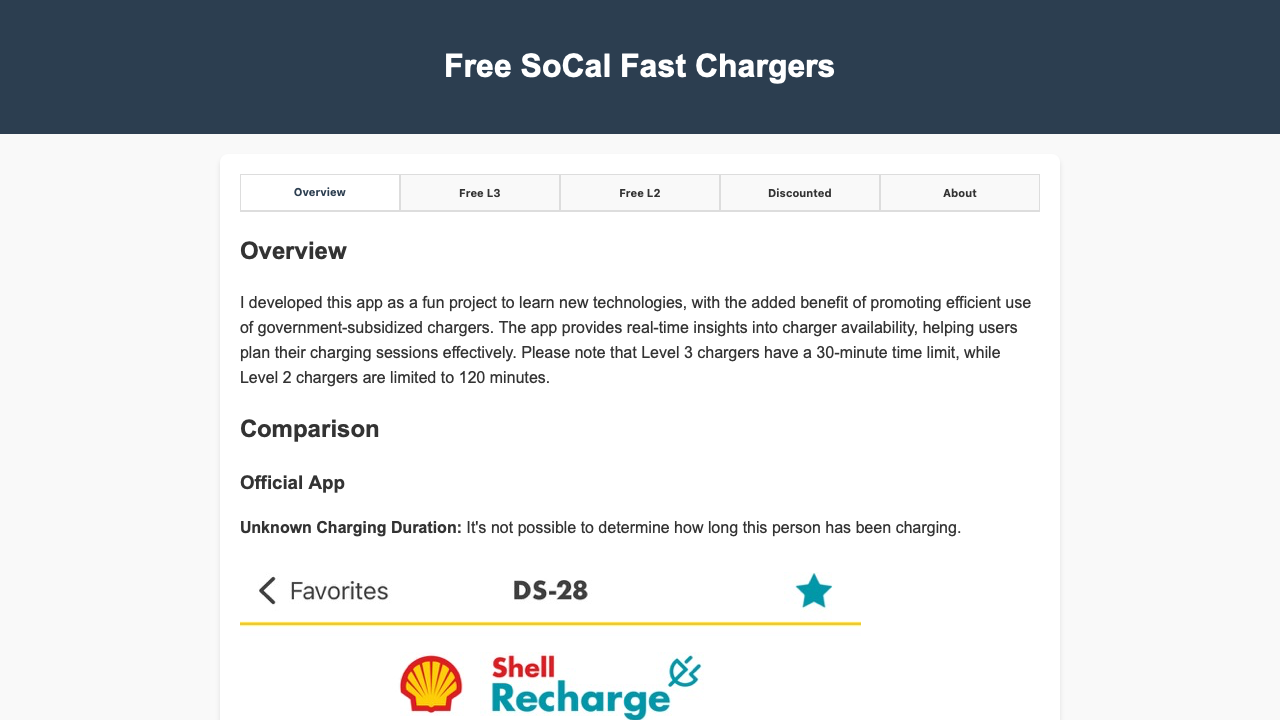 Free SoCal Fast Chargers
Overview
Free L3
Free L2
Discounted
About
Overview
I developed this app as a fun project to learn new technologies, with the added benefit of promoting efficient use
of government-subsidized chargers. The app provides real-time insights into charger availability, helping users
plan their charging sessions effectively. Please note that Level 3 chargers have a 30-minute time limit, while
Level 2 chargers are limited to 120 minutes.
Comparison
Official App
Unknown Charging Duration: It's not possible to determine how long this person has been charging.
Favorites
DS-28
Shell
Recharge